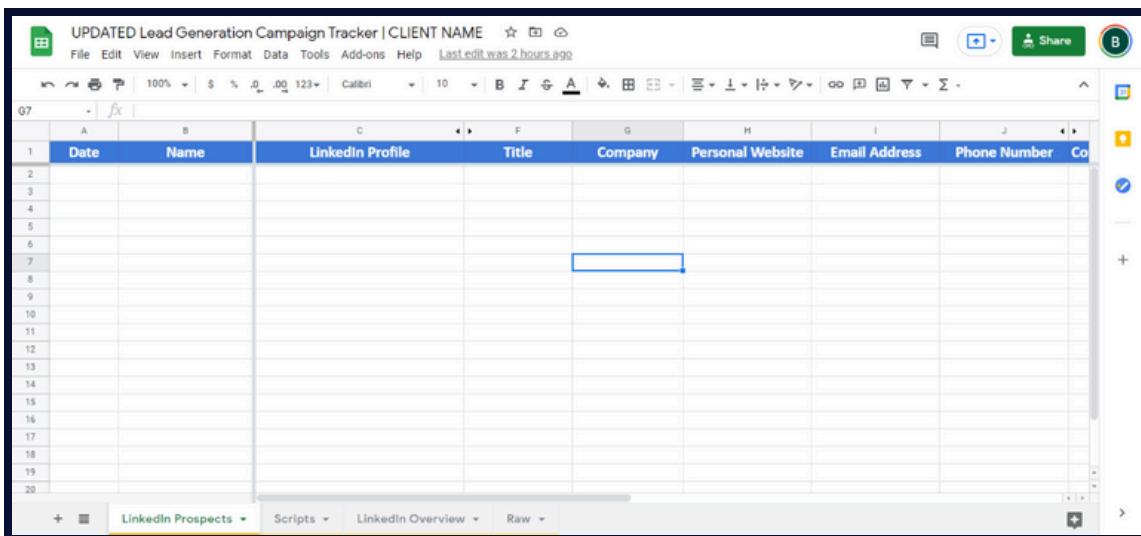 UPDATED Lead Generation Campaign Tracker | CLIENT NAME
File Edit View Insert Format Data Tools Add-ons Help Last edit was 2 hours ago
Share
B
100% $ % .0 .00 123 Calibri 10 B I S A
G7 fx
A B C F G H I J
1 Date Name LinkedIn Profile Title Company Personal Website Email Address Phone Number Co
2
3
4
5
6
7
8
9
10
11
12
13
14
15
16
17
18
19
20
+ LinkedIn Prospects Scripts LinkedIn Overview Raw